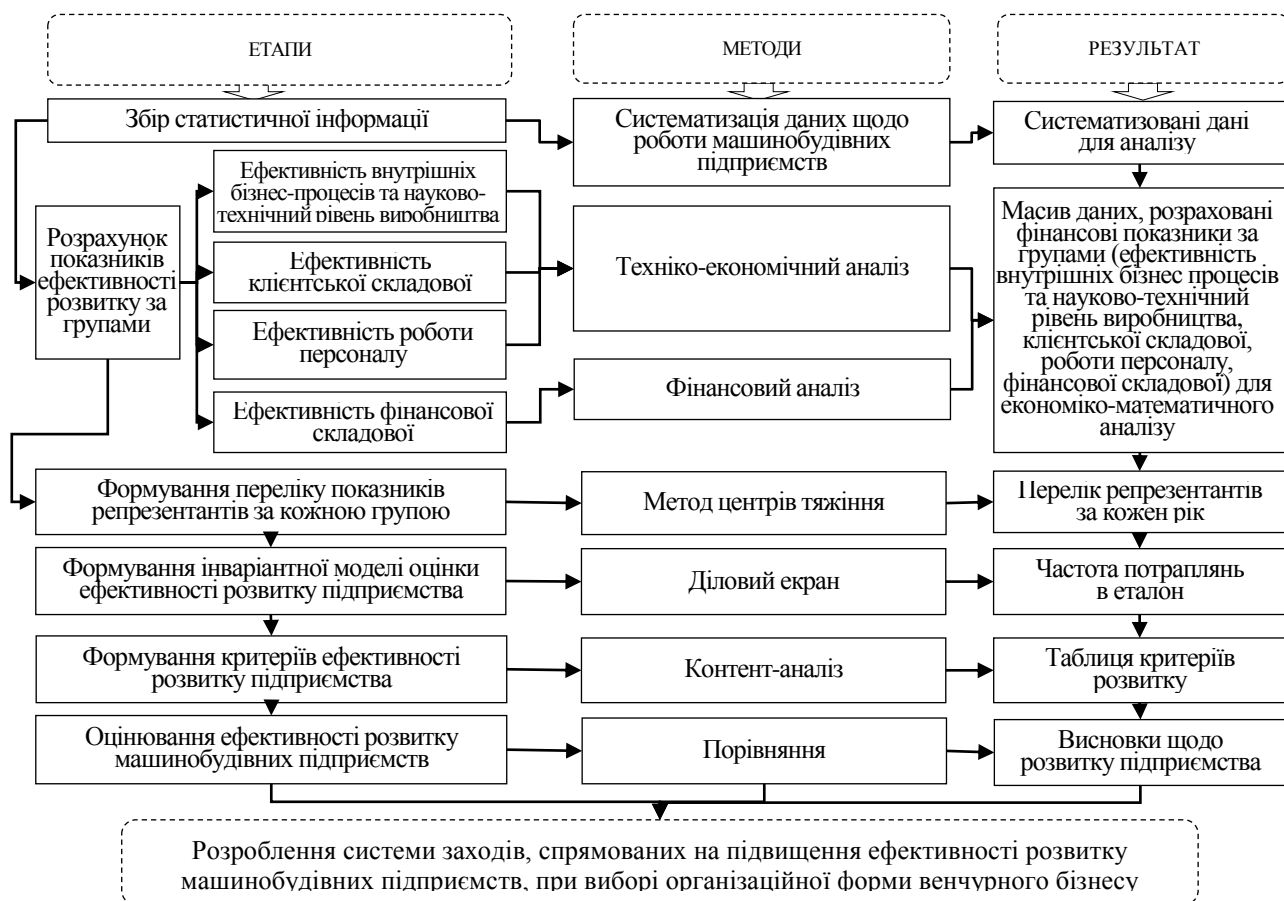 ЕТАПИ
МЕТОДИ
РЕЗУЛЬТАТ
Збір статистичної інформації
Систематизація даних щодо
роботи машинобудівних
підприємств
Систематизовані дані
для аналізу
Розрахунок
показників
ефективності
розвитку за
групами
Ефективність внутрішніх
бізнес-процесів та науково-
технічний рівень виробництва
Ефективність
клієнтської складової
Ефективність роботи
персоналу
Ефективність фінансової
складової
Техніко-економічний аналіз
Фінансовий аналіз
Масив даних, розраховані
фінансові показники за
групами (ефективність
внутрішніх бізнес процесів
та науково-технічний
рівень виробництва,
клієнтської складової,
роботи персоналу,
фінансової складової) для
економіко-математичного
аналізу
Формування переліку показників
репрезентантів за кожною групою
Метод центрів тяжіння
Перелік репрезентантів
за кожен рік
Формування інваріантної моделі оцінки
ефективності розвитку підприємства
Діловий екран
Частота потраплянь
в еталон
Формування критеріїв ефективності
розвитку підприємства
Контент-аналіз
Таблиця критеріїв
розвитку
Оцінювання ефективності розвитку
машинобудівних підприємств
Порівняння
Висновки щодо
розвитку підприємства
Розроблення системи заходів, спрямованих на підвищення ефективності розвитку
машинобудівних підприємств, при виборі організаційної форми венчурного бізнесу